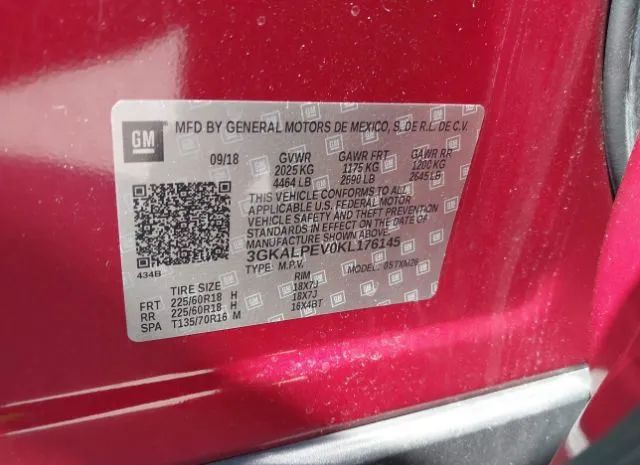 GM MFD BY GENERAL MOTORS DE MEXICO, S. DE R.L. DE C.V.
09/18 GVWR GAWR FRT GAWR RR
2025 KG 1175 KG 1200 KG
4464 LB 2590 LB 2645 LB
THIS VEHICLE CONFORMS TO ALL
APPLICABLE U.S. FEDERAL MOTOR
VEHICLE SAFETY AND THEFT PREVENTION
STANDARDS IN EFFECT ON THE DATE OF
MANUFACTURE SHOWN ABOVE.
3GKALPEV0KL176145
434B TYPE: M.P.V. MODEL:
TIRE SIZE RIM
FRT 225/60R18 H 18X7J
RR 225/60R18 H 18X7J
SPA T135/70R16 M 16X4BT